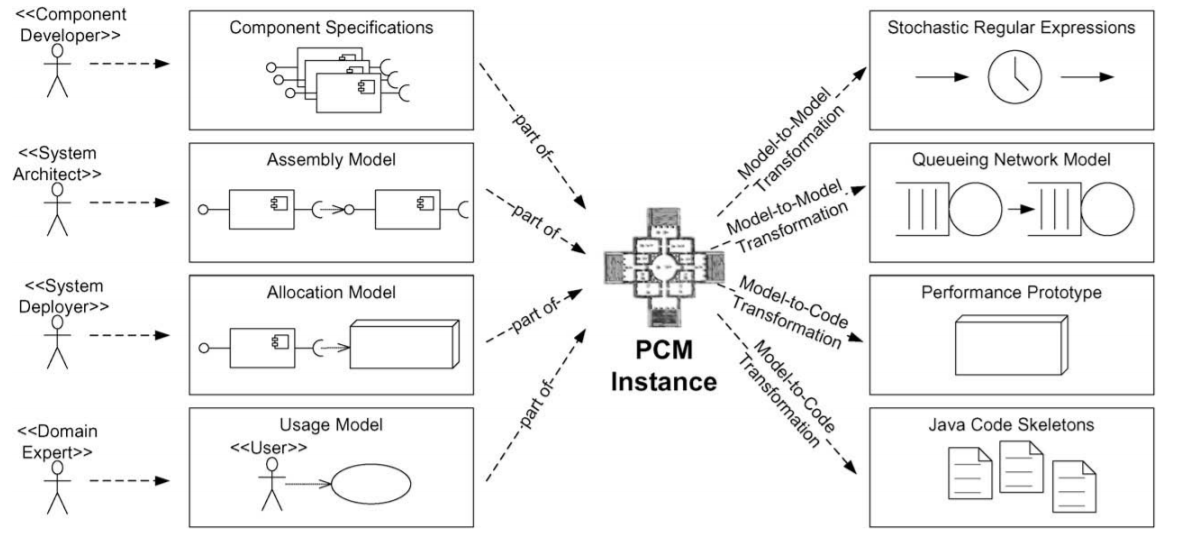 <<Component
Developer>>
Component Specifications
<<System
Architect>>
Assembly Model
<<System
Deployer>>
Allocation Model
<<Domain
Expert>>
Usage Model
<<User>>
-part of-
-part of-
-part of-
-part of-
PCM
Instance
Model-to-Model
Transformation
Model-to-Model
Transformation
Model-to-Code
Transformation
Model-to-Code
Transformation
Stochastic Regular Expressions
Queueing Network Model
Performance Prototype
Java Code Skeletons